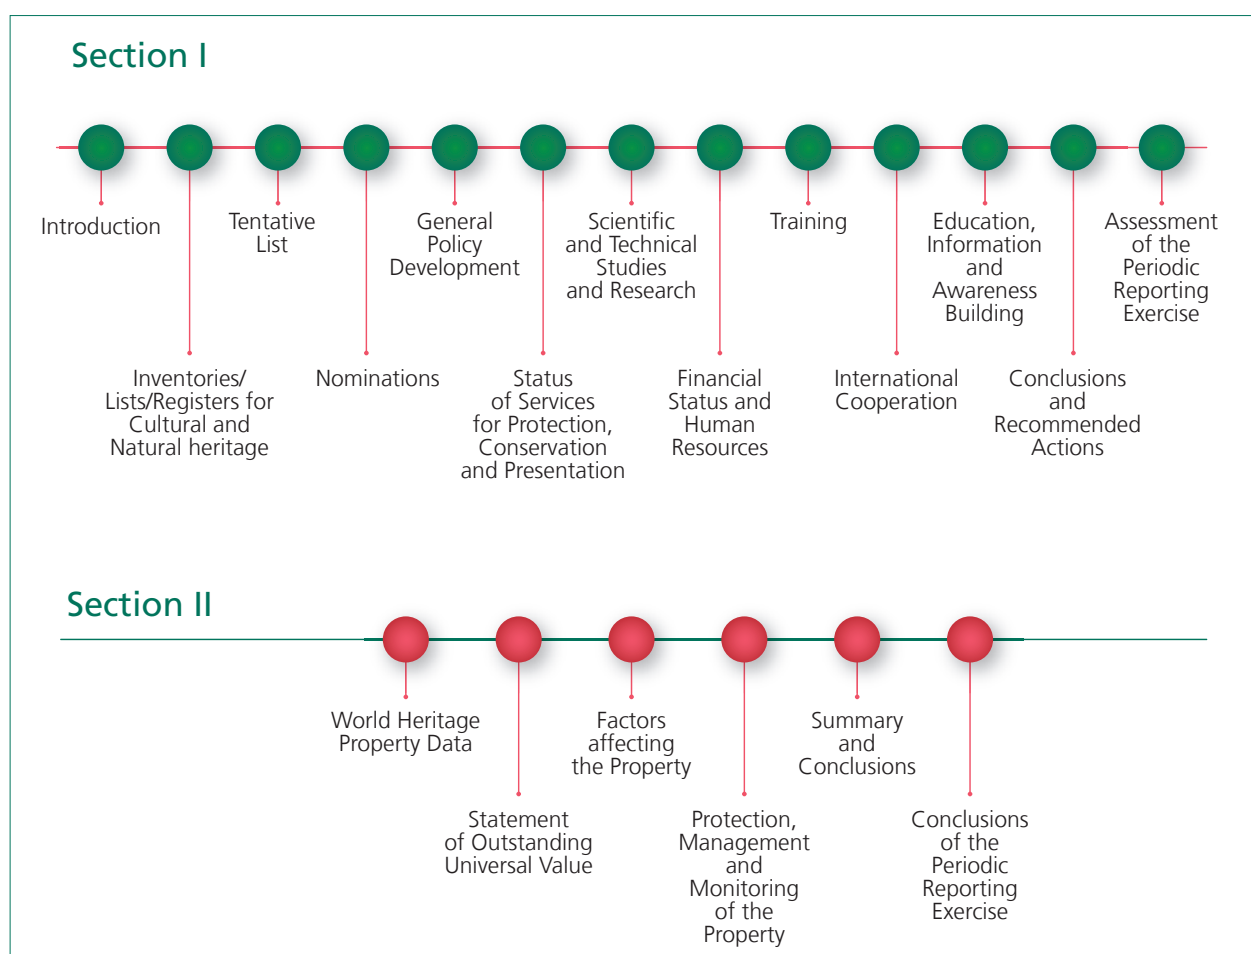 Section I
Introduction
Inventories/
Lists/Registers for
Cultural and
Natural heritage
Tentative
List
Nominations
General
Policy
Development
Status
of Services
for Protection,
Conservation
and Presentation
Scientific
and Technical
Studies
and Research
Financial
Status and
Human
Resources
Training
International
Cooperation
Education,
Information
and
Awareness
Building
Conclusions
and
Recommended
Actions
Assessment
of the
Periodic
Reporting
Exercise
Section II
World Heritage
Property Data
Statement
of Outstanding
Universal Value
Factors
affecting
the Property
Protection,
Management
and
Monitoring
of the
Property
Summary
and
Conclusions
Conclusions
of the
Periodic
Reporting
Exercise